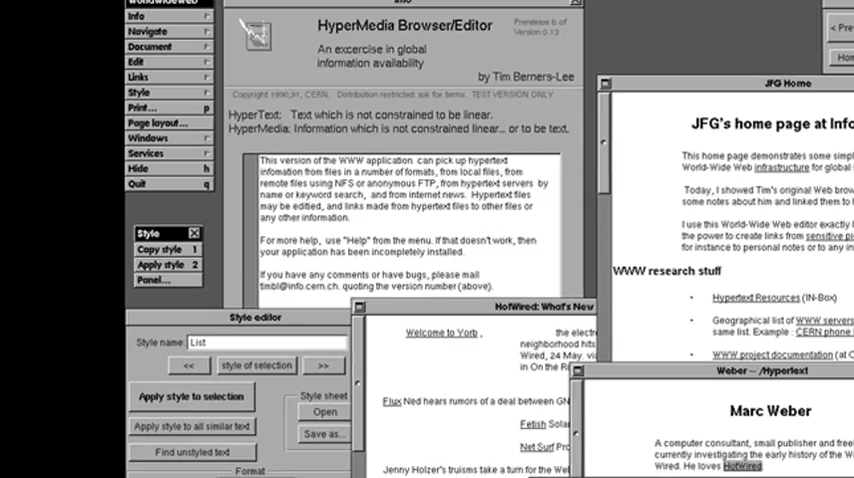 WorldWideWeb
Info
Navigate
Document
Edit
Links
Style
Print... p
Page layout...
Windows
Services
Hide h
Quit q
Style
Copy style 1
Apply style 2
Panel...
Info
HyperMedia Browser/Editor
Prerelease b of
Version 0.13
An excercise in global
information availability
by Tim Berners-Lee
Copyright 1990,91, CERN. Distribution restricted: ask for terms. TEST VERSION ONLY
HyperText: Text which is not constrained to be linear.
HyperMedia: Information which is not constrained linear... or to be text.
This version of the WWW application can pick up hypertext
infomation from files in a number of formats, from local files, from
remote files using NFS or anonymous FTP, from hypertext servers by
name or keyword search, and from internet news. Hypertext files
may be editied, and links made from hypertext files to other files or
any other information.
For more help, use "Help" from the menu. If that doesn't work, then
your application has been incompletely installed.
If you have any comments or have bugs, please mail
timbl@info.cern.ch. quoting the version number (above).
Style editor
Style name: List
<< style of selection >>
Apply style to selection
Apply style to all similar text
Find unstyled text
Style sheet
Open
Save as...
Format
HotWired: What's New
Welcome to Yorb , the electr
neighborhood hits
Wired, 24 May. via
in On the R
Flux Ned hears rumors of a deal between GN
Fetish Solar
Net Surf Pr
Jenny Holzer's truisms take a turn for the We
< Pre
Hom
JFG Home
JFG's home page at Info
This home page demonstrates some simpl
World-Wide Web infrastructure for global
Today, I showed Tim's original Web brow
some notes about him and linked them to h
I use this World-Wide Web editor exactly
the power to create links from sensitive pi
for instance to personal notes or to any in
WWW research stuff
• Hypertext Resources (IN-Box)
• Geographical list of WWW servers
same list. Example : CERN phone
• WWW project documentation (at C
Weber -- /Hypertext
Marc Weber
A computer consultant, small publisher and free
currently investigating the early history of the W
Wired. He loves HotWired.